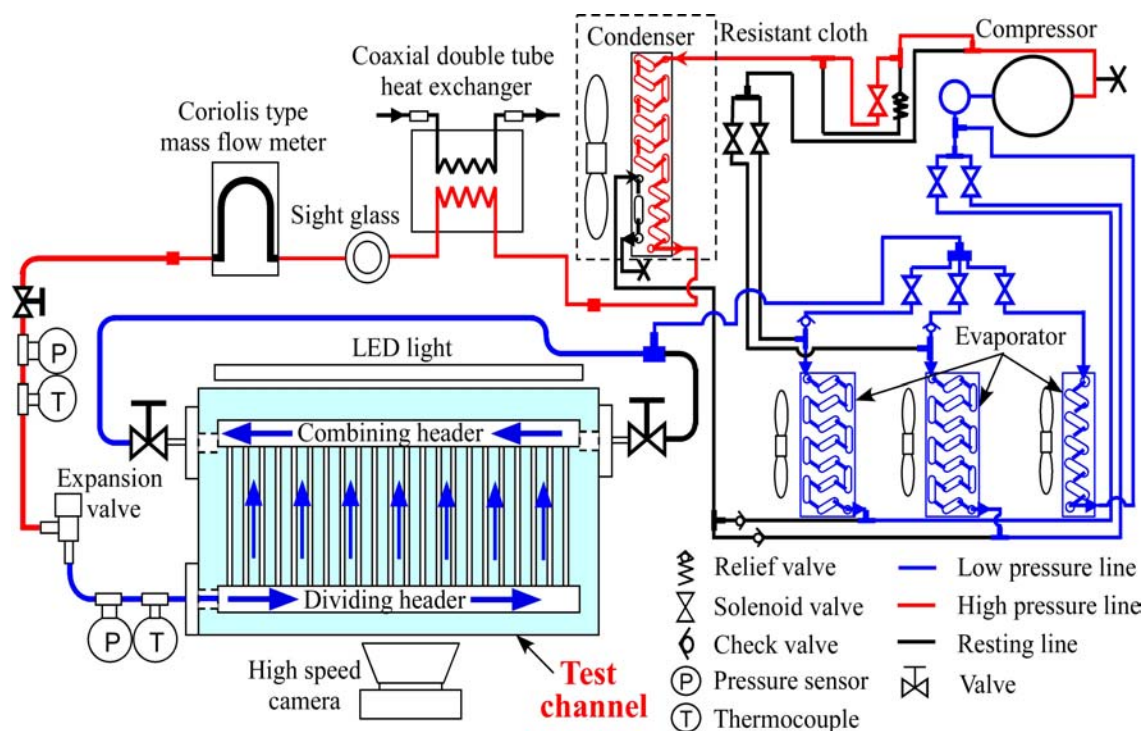 Coaxial double tube
heat exchanger
Condenser
Resistant cloth
Compressor
Coriolis type
mass flow meter
Sight glass
P
T
LED light
Evaporator
Combining header
Expansion
valve
Dividing header
P
T
High speed
camera
Test
channel
Relief valve
Solenoid valve
Check valve
P Pressure sensor
T Thermocouple
Low pressure line
High pressure line
Resting line
Valve